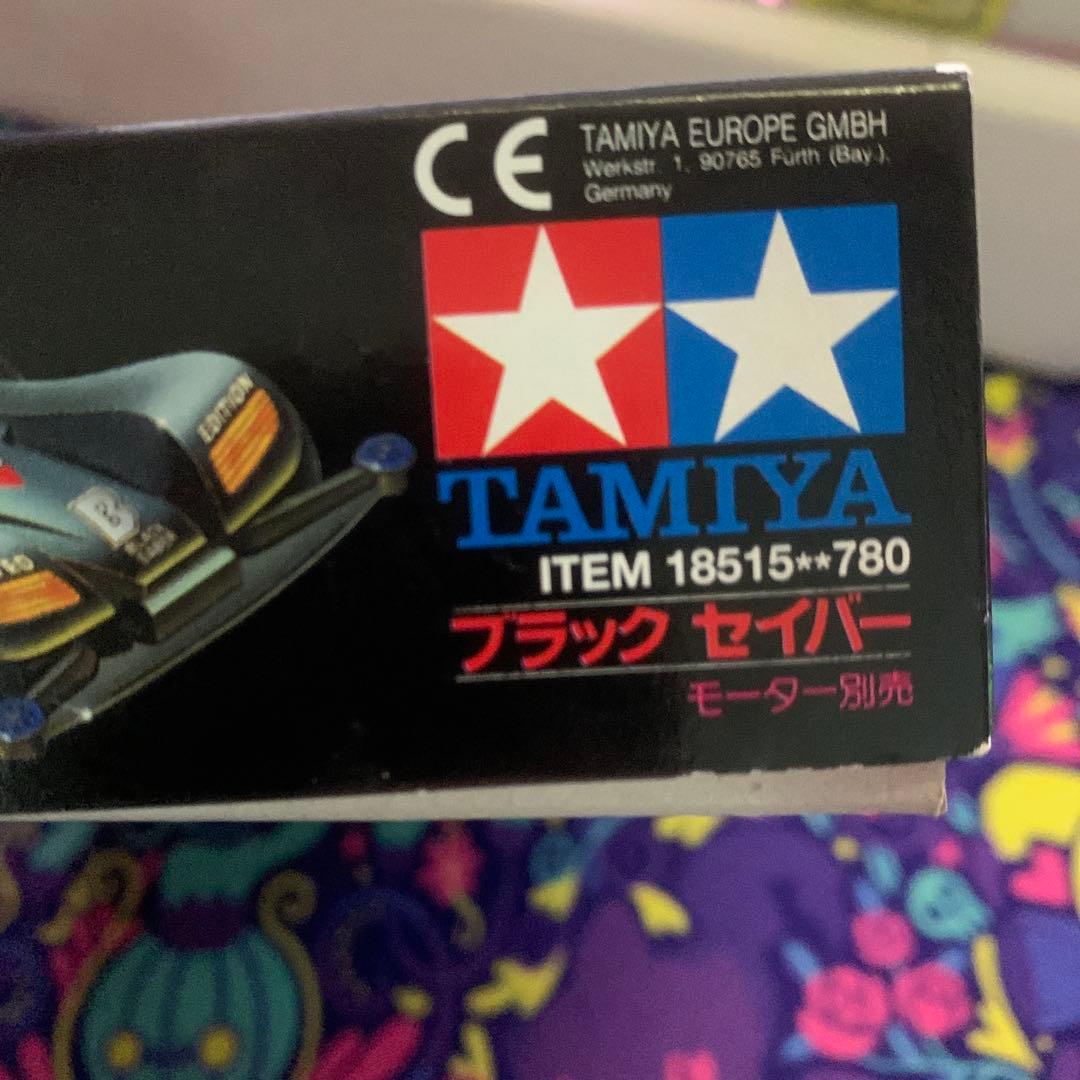 CE TAMIYA EUROPE GMBH
Werkstr. 1, 90765 Fürth (Bay.),
Germany
TAMIYA
ITEM 18515**780
ブラック セイバー
モーター別売
EDITION
B